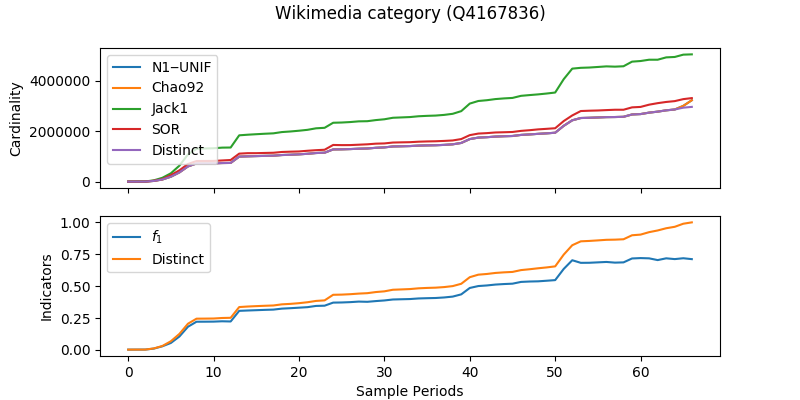 Wikimedia category (Q4167836)
Cardinality
4000000
2000000
0
N1−UNIF
Chao92
Jack1
SOR
Distinct
Indicators
1.00
0.75
0.50
0.25
0.00
f1
Distinct
0 10 20 30 40 50 60
Sample Periods